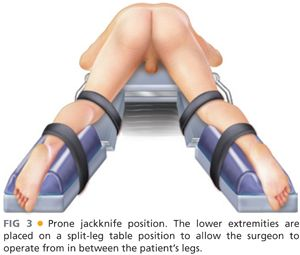 FIG 3 ● Prone jackknife position. The lower extremities are
placed on a split-leg table position to allow the surgeon to
operate from in between the patient's legs.